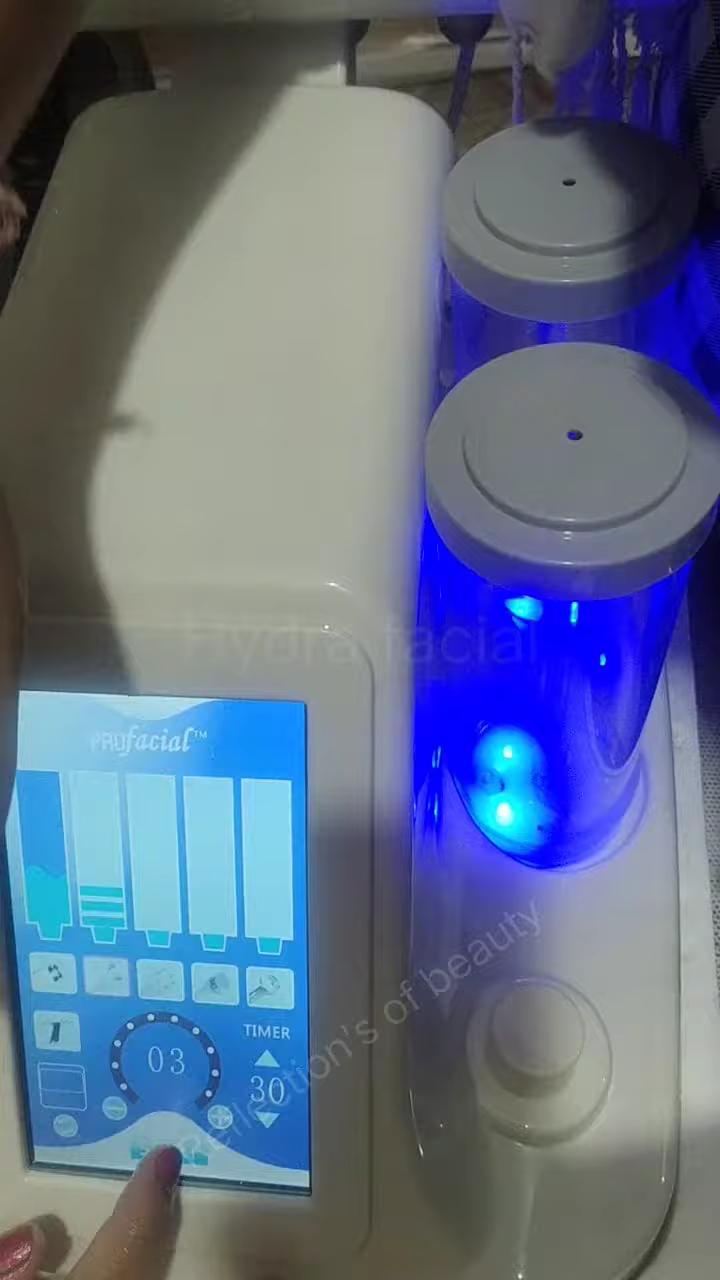 Hydra facial
PROfacial™
TIMER
03
30
Reflection's of beauty